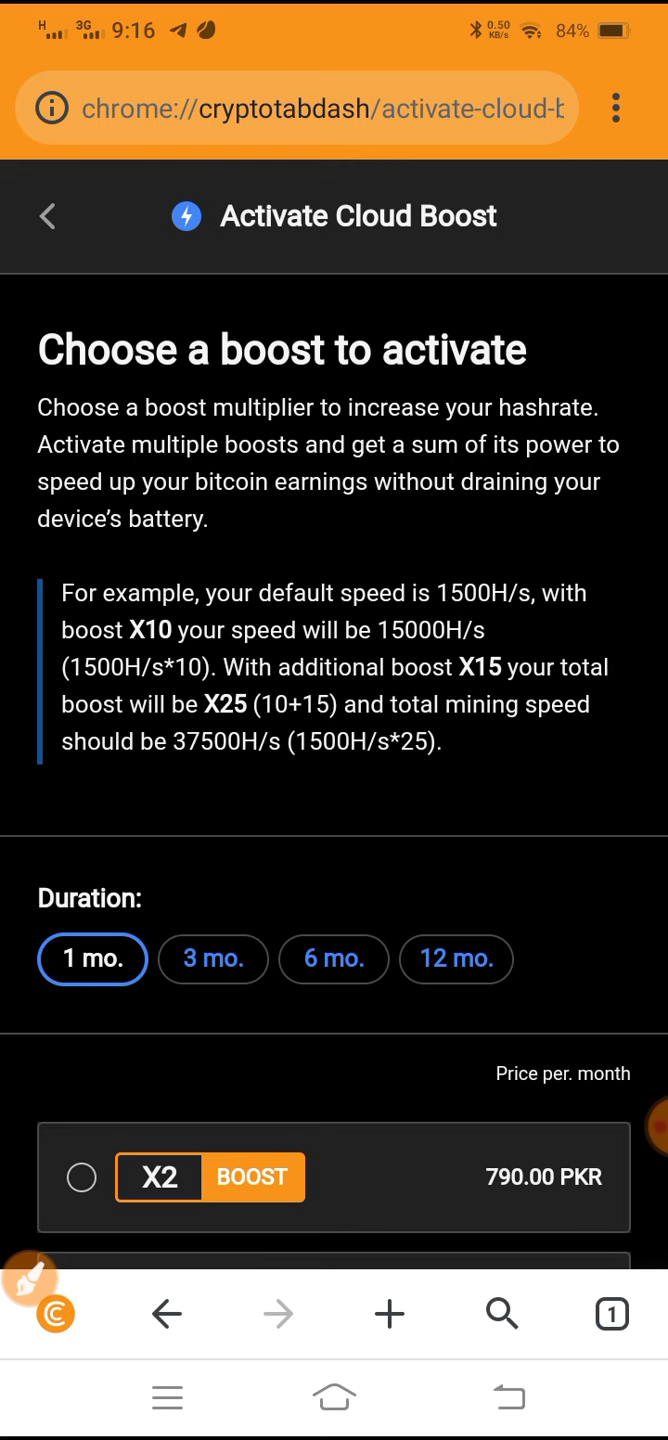 H 3G 9:16 0.50 KB/s 84%
chrome://cryptotabdash/activate-cloud-b
Activate Cloud Boost
Choose a boost to activate
Choose a boost multiplier to increase your hashrate.
Activate multiple boosts and get a sum of its power to
speed up your bitcoin earnings without draining your
device's battery.
For example, your default speed is 1500H/s, with
boost X10 your speed will be 15000H/s
(1500H/s*10). With additional boost X15 your total
boost will be X25 (10+15) and total mining speed
should be 37500H/s (1500H/s*25).
Duration:
1 mo. 3 mo. 6 mo. 12 mo.
Price per. month
X2 BOOST 790.00 PKR
1